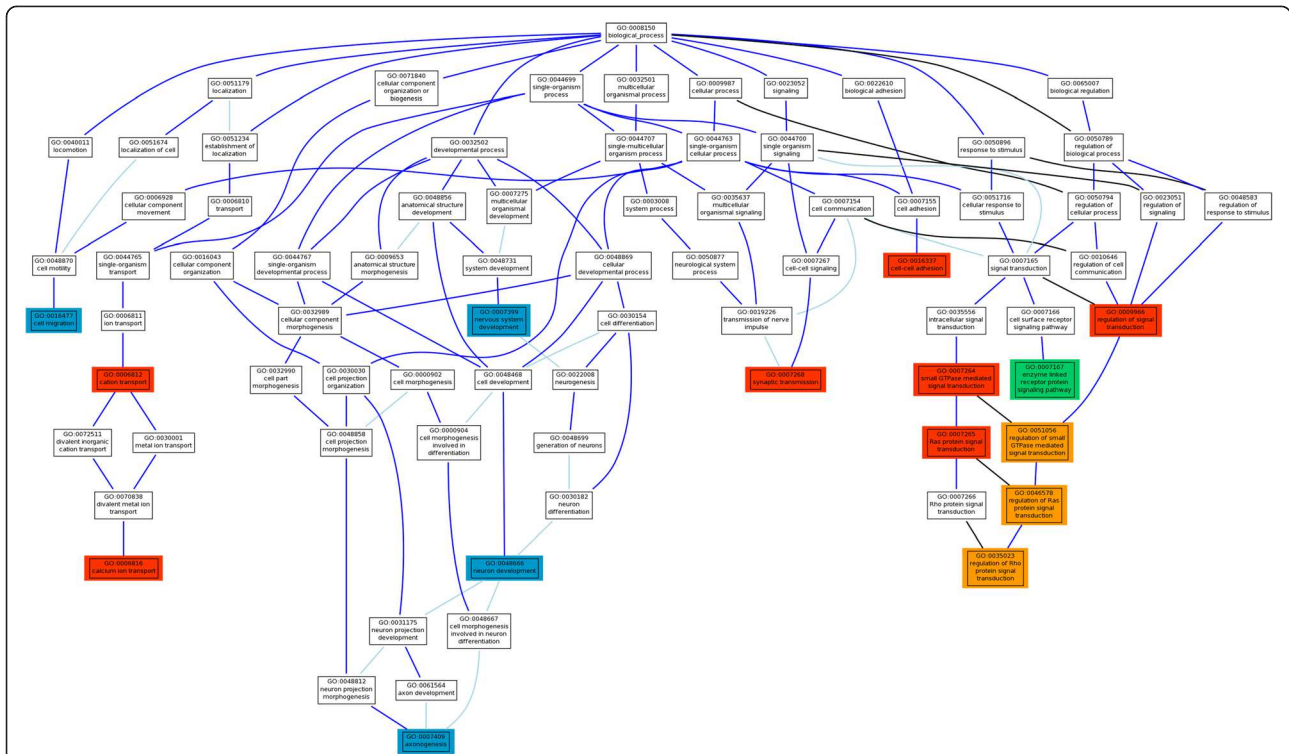 GO:0008150
biological_process
GO:0051179
localization
GO:0071840
cellular component
organization or
biogenesis
GO:0044699
single-organism
process
GO:0032501
multicellular
organismal process
GO:0009987
cellular process
GO:0023052
signaling
GO:0022610
biological adhesion
GO:0065007
biological regulation
GO:0040011
locomotion
GO:0051674
localization of cell
GO:0051234
establishment of
localization
GO:0032502
developmental process
GO:0044707
single-multicellular
organism process
GO:0044763
single-organism
cellular process
GO:0044700
single organism
signaling
GO:0050896
response to stimulus
GO:0050789
regulation of
biological process
GO:0006928
cellular component
movement
GO:0006810
transport
GO:0048856
anatomical structure
development
GO:0007275
multicellular
organismal
development
GO:0003008
system process
GO:0035637
multicellular
organismal signaling
GO:0007154
cell communication
GO:0007155
cell adhesion
GO:0051716
cellular response to
stimulus
GO:0050794
regulation of
cellular process
GO:0023051
regulation of
signaling
GO:0048583
regulation of
response to stimulus
GO:0048870
cell motility
GO:0044765
single-organism
transport
GO:0016043
cellular component
organization
GO:0044767
single-organism
developmental process
GO:0009653
anatomical structure
morphogenesis
GO:0048731
system development
GO:0048869
cellular
developmental process
GO:0050877
neurological system
process
GO:0007267
cell-cell signaling
GO:0016337
cell-cell adhesion
GO:0007165
signal transduction
GO:0010646
regulation of cell
communication
GO:0016477
cell migration
GO:0006811
ion transport
GO:0032989
cellular component
morphogenesis
GO:0007399
nervous system
development
GO:0030154
cell differentiation
GO:0019226
transmission of nerve
impulse
GO:0035556
intracellular signal
transduction
GO:0007166
cell surface receptor
signaling pathway
GO:0009966
regulation of signal
transduction
GO:0006812
cation transport
GO:0032990
cell part
morphogenesis
GO:0030030
cell projection
organization
GO:0000902
cell morphogenesis
GO:0048468
cell development
GO:0022008
neurogenesis
GO:0007268
synaptic transmission
GO:0007264
small GTPase mediated
signal transduction
GO:0007167
enzyme linked
receptor protein
signaling pathway
GO:0072511
divalent inorganic
cation transport
GO:0030001
metal ion transport
GO:0048858
cell projection
morphogenesis
GO:0000904
cell morphogenesis
involved in
differentiation
GO:0048699
generation of neurons
GO:0007265
Ras protein signal
transduction
GO:0051056
regulation of small
GTPase mediated
signal transduction
GO:0070838
divalent metal ion
transport
GO:0030182
neuron
differentiation
GO:0007266
Rho protein signal
transduction
GO:0046578
regulation of Ras
protein signal
transduction
GO:0006816
calcium ion transport
GO:0048666
neuron development
GO:0035023
regulation of Rho
protein signal
transduction
GO:0031175
neuron projection
development
GO:0048667
cell morphogenesis
involved in neuron
differentiation
GO:0048812
neuron projection
morphogenesis
GO:0061564
axon development
GO:0007409
axonogenesis